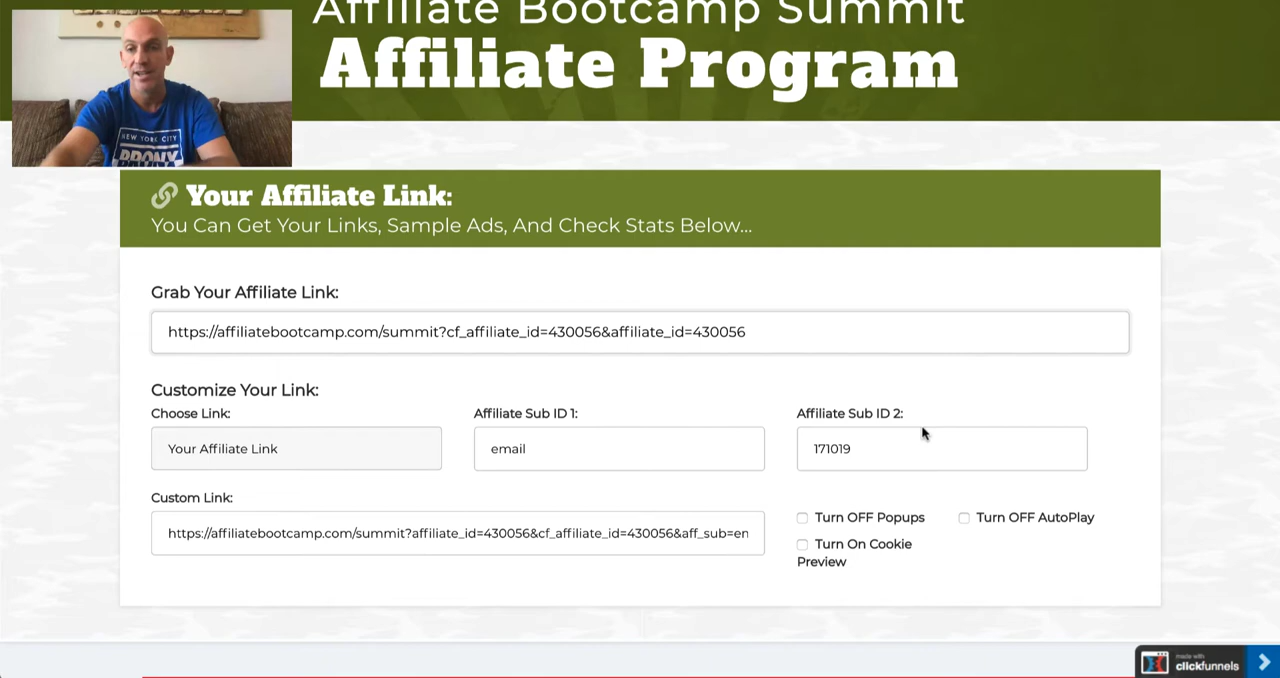 Affiliate Bootcamp Summit
Affiliate Program
NEW YORK CITY
BRONX
Your Affiliate Link:
You Can Get Your Links, Sample Ads, And Check Stats Below...
Grab Your Affiliate Link:
https://affiliatebootcamp.com/summit?cf_affiliate_id=430056&affiliate_id=430056
Customize Your Link:
Choose Link:
Affiliate Sub ID 1:
Affiliate Sub ID 2:
Your Affiliate Link
email
171019
Custom Link:
https://affiliatebootcamp.com/summit?affiliate_id=430056&cf_affiliate_id=430056&aff_sub=en
Turn OFF Popups
Turn OFF AutoPlay
Turn On Cookie
Preview
made with
clickfunnels